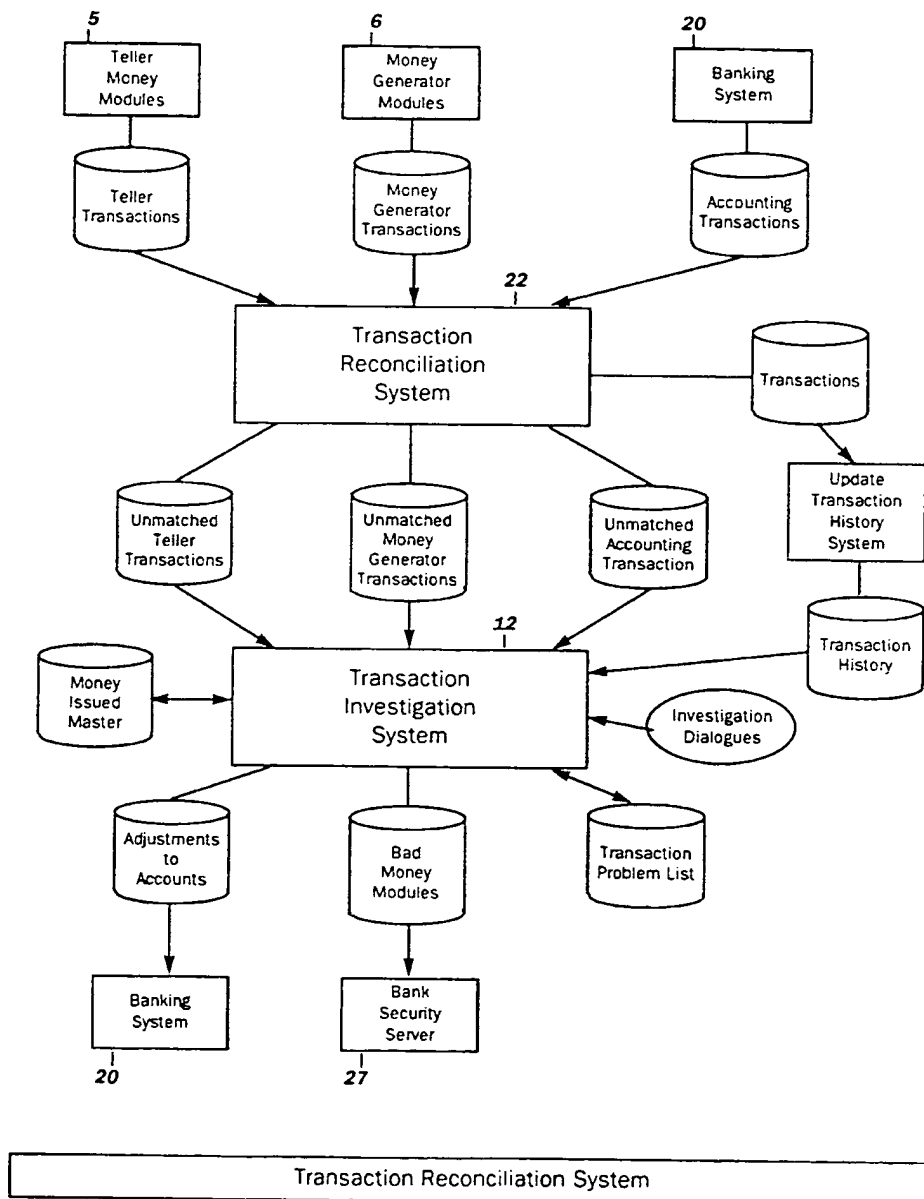 5
6
20
Teller
Money
Modules
Money
Generator
Modules
Banking
System
Teller
Transactions
Money
Generator
Transactions
Accounting
Transactions
22
Transaction
Reconciliation
System
Transactions
Unmatched
Teller
Transactions
Unmatched
Money
Generator
Transactions
Unmatched
Accounting
Transaction
Update
Transaction
History
System
12
Transaction
History
Money
Issued
Master
Transaction
Investigation
System
Investigation
Dialogues
Adjustments
to
Accounts
Bad
Money
Modules
Transaction
Problem List
Banking
System
Bank
Security
Server
20
27
Transaction Reconciliation System